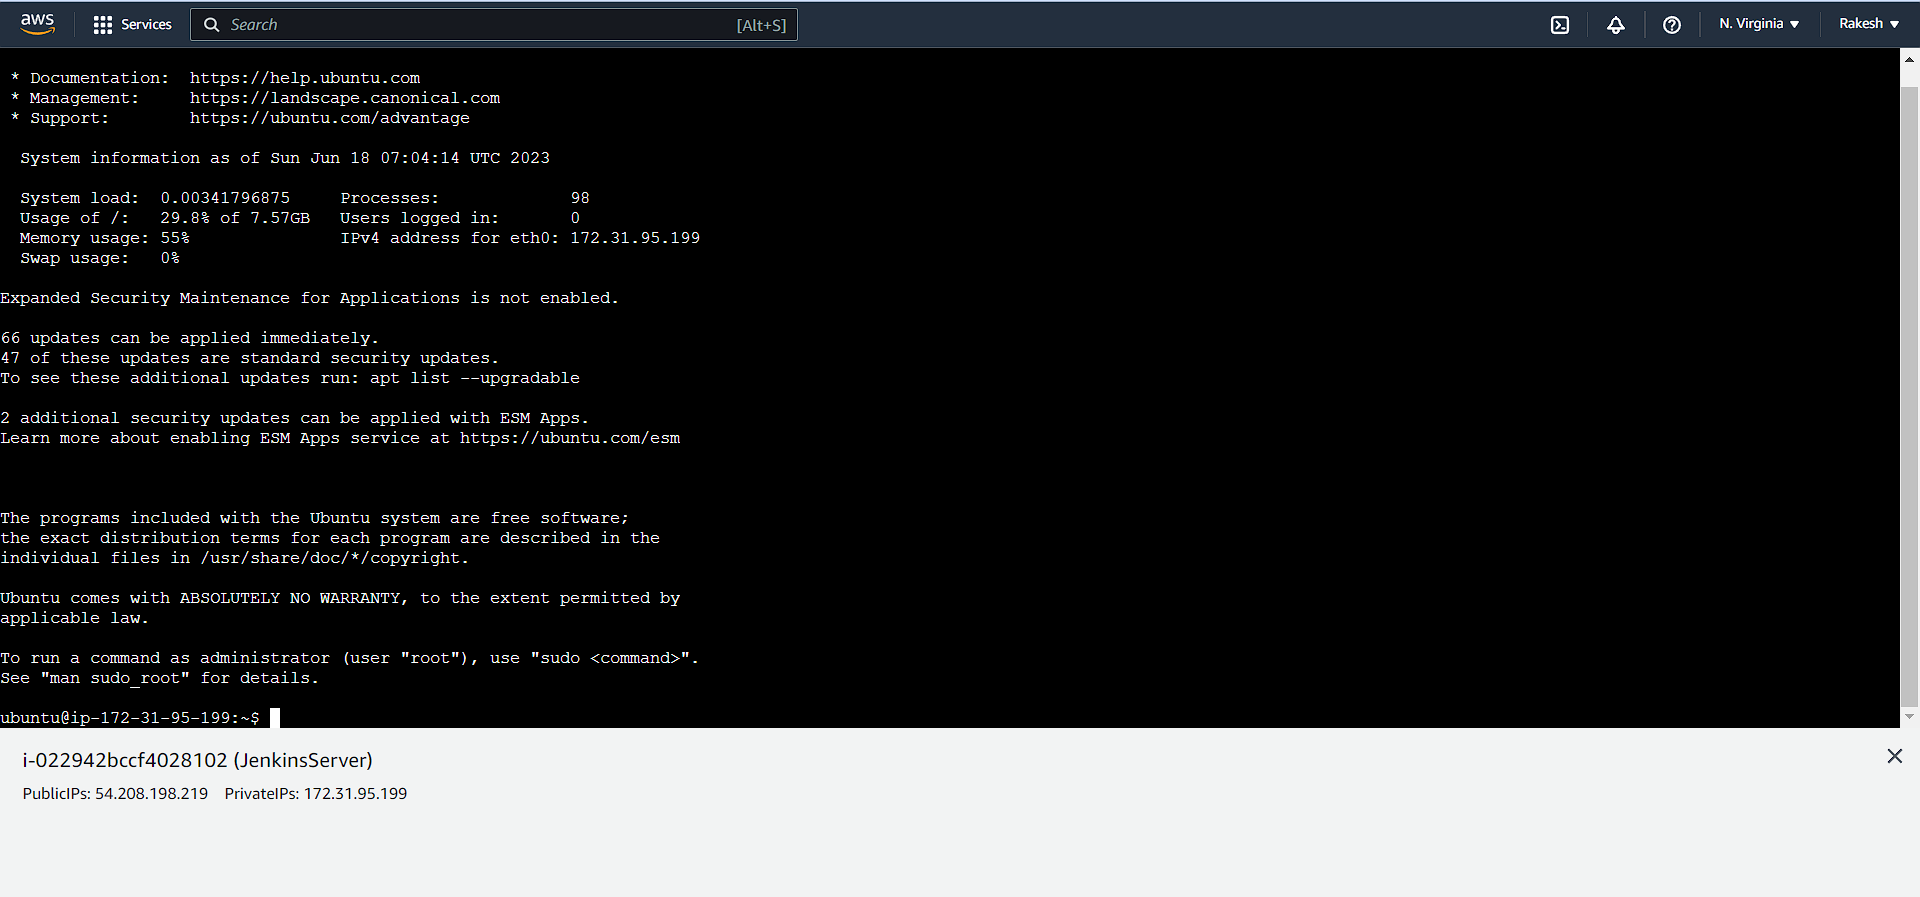 aws Services Search [Alt+S] N. Virginia Rakesh
* Documentation:  https://help.ubuntu.com
* Management:     https://landscape.canonical.com
* Support:        https://ubuntu.com/advantage
System information as of Sun Jun 18 07:04:14 UTC 2023
System load:  0.00341796875     Processes:             98
Usage of /:   29.8% of 7.57GB   Users logged in:       0
Memory usage: 55%               IPv4 address for eth0: 172.31.95.199
Swap usage:   0%
Expanded Security Maintenance for Applications is not enabled.
66 updates can be applied immediately.
47 of these updates are standard security updates.
To see these additional updates run: apt list --upgradable
2 additional security updates can be applied with ESM Apps.
Learn more about enabling ESM Apps service at https://ubuntu.com/esm
The programs included with the Ubuntu system are free software;
the exact distribution terms for each program are described in the
individual files in /usr/share/doc/*/copyright.
Ubuntu comes with ABSOLUTELY NO WARRANTY, to the extent permitted by
applicable law.
To run a command as administrator (user "root"), use "sudo <command>".
See "man sudo_root" for details.
ubuntu@ip-172-31-95-199:~$
i-022942bccf4028102 (JenkinsServer)
PublicIPs: 54.208.198.219 PrivateIPs: 172.31.95.199